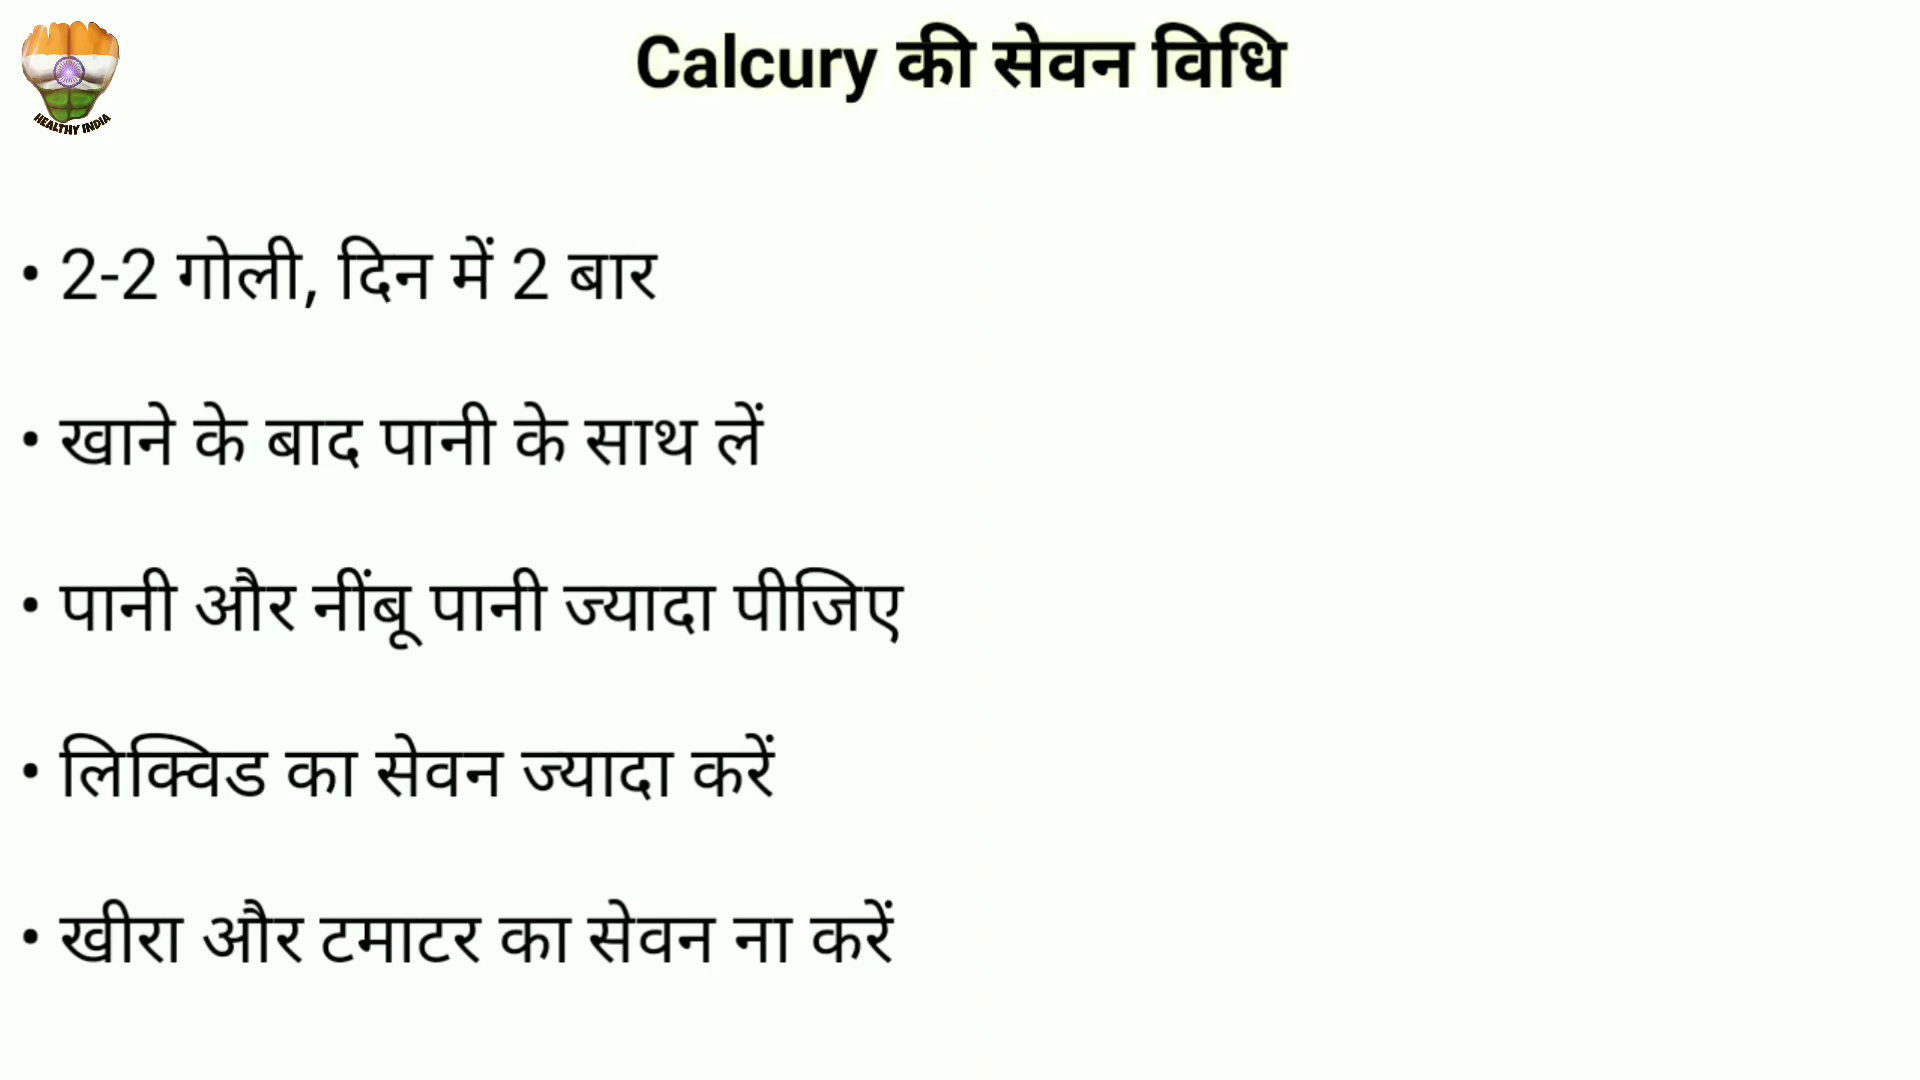 HEALTHY INDIA
Calcury की सेवन विधि
• 2-2 गोली, दिन में 2 बार
• खाने के बाद पानी के साथ लें
• पानी और नींबू पानी ज्यादा पीजिए
• लिक्विड का सेवन ज्यादा करें
• खीरा और टमाटर का सेवन ना करें